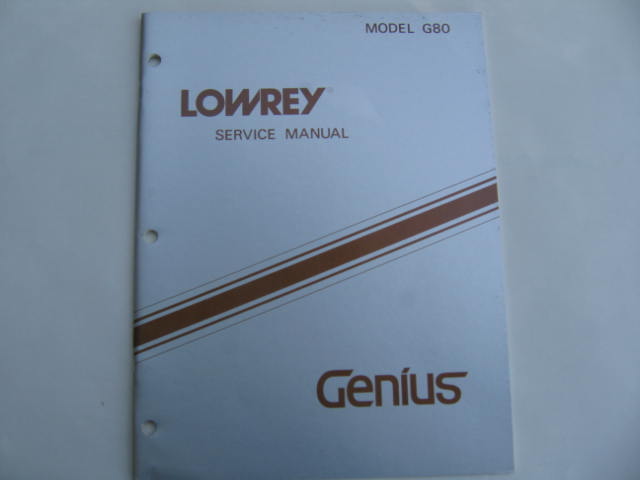 MODEL G80
LOWREY®
SERVICE MANUAL
Genius